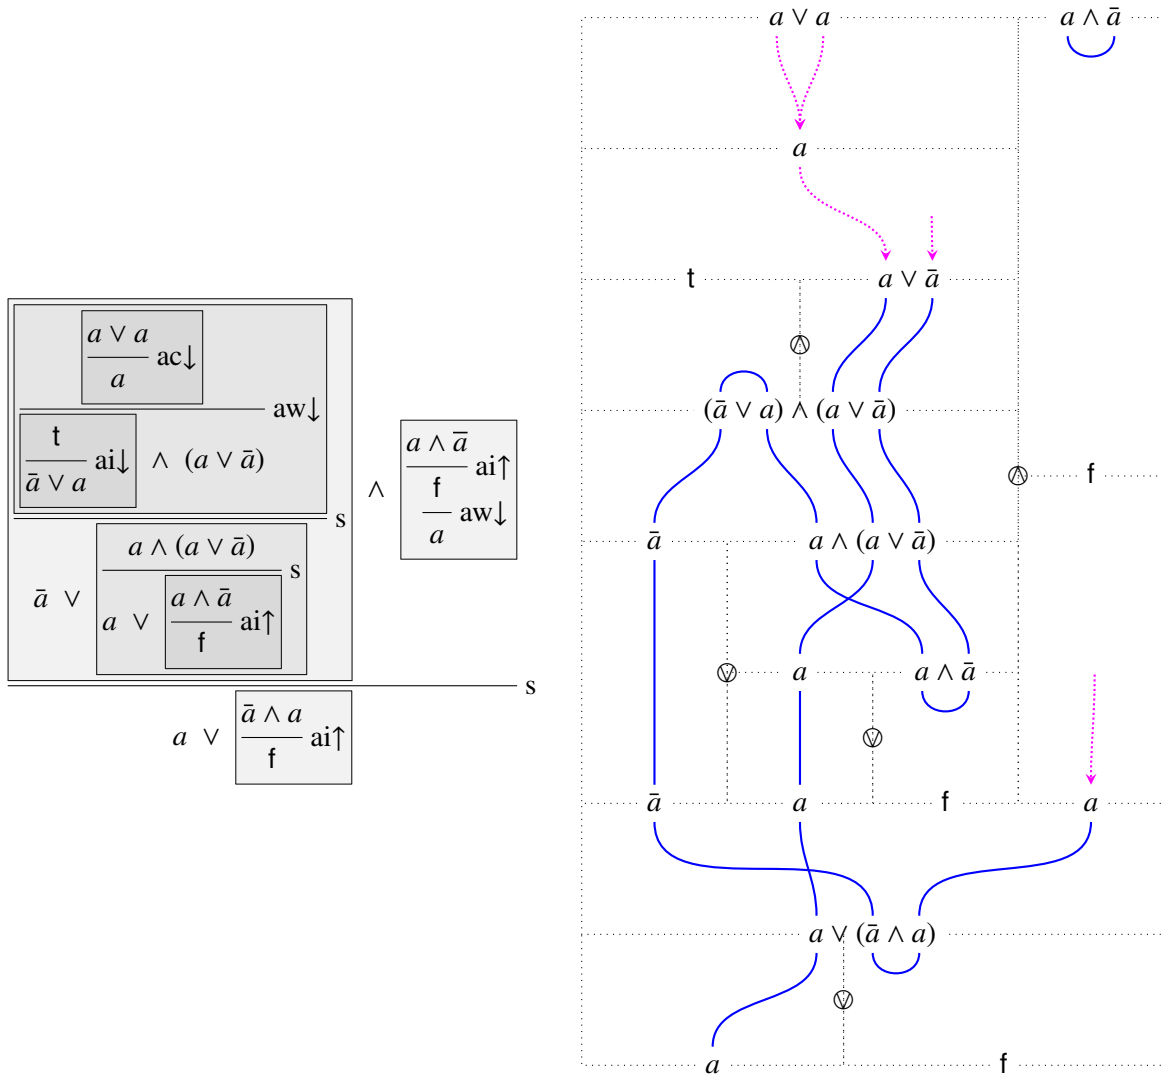 a ∨ a
a ∧ ā
a
t
a ∨ ā
a ∨ a
ac↓
a
aw↓
t
ai↓
ā ∨ a
∧ (a ∨ ā)
s
a ∧ (a ∨ ā)
s
ā ∨
a ∨
a ∧ ā
ai↑
f
∧
a ∧ ā
ai↑
f
aw↓
a
s
a ∨
ā ∧ a
ai↑
f
∧
(ā ∨ a) ∧ (a ∨ ā)
∧
f
ā
a ∧ (a ∨ ā)
∨
a
a ∧ ā
∨
ā
a
f
a
a ∨ (ā ∧ a)
∨
a
f